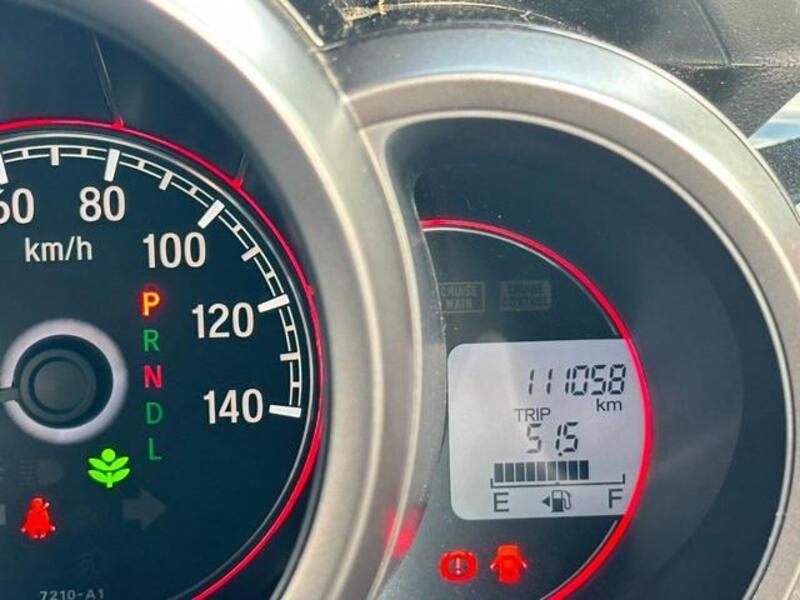 60
80
km/h
100
P
R
N
D
L
120
140
7210-A1
CRUISE
MAIN
CRUISE
CONTROL
111058
km
TRIP
51.5
E
F